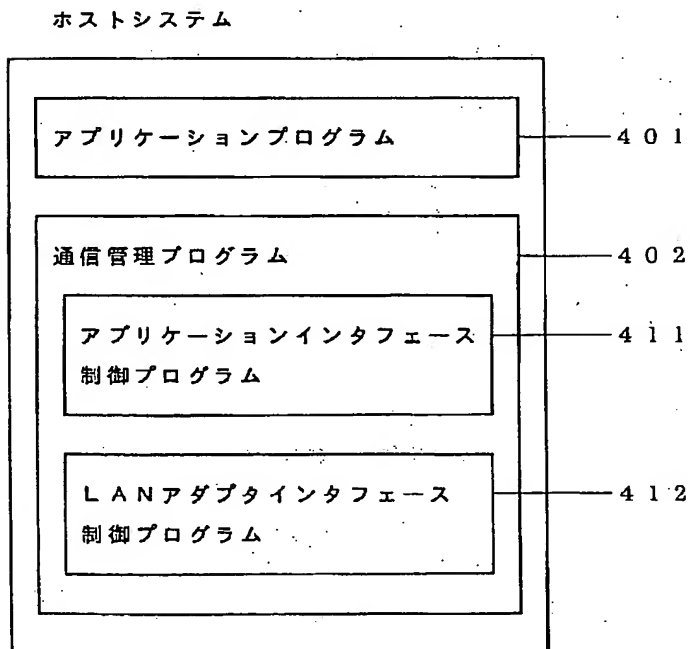 ホストシステム
アプリケーションプログラム
401
通信管理プログラム
402
アプリケーションインタフェース
411
制御プログラム
LANアダプタインタフェース
412
制御プログラム